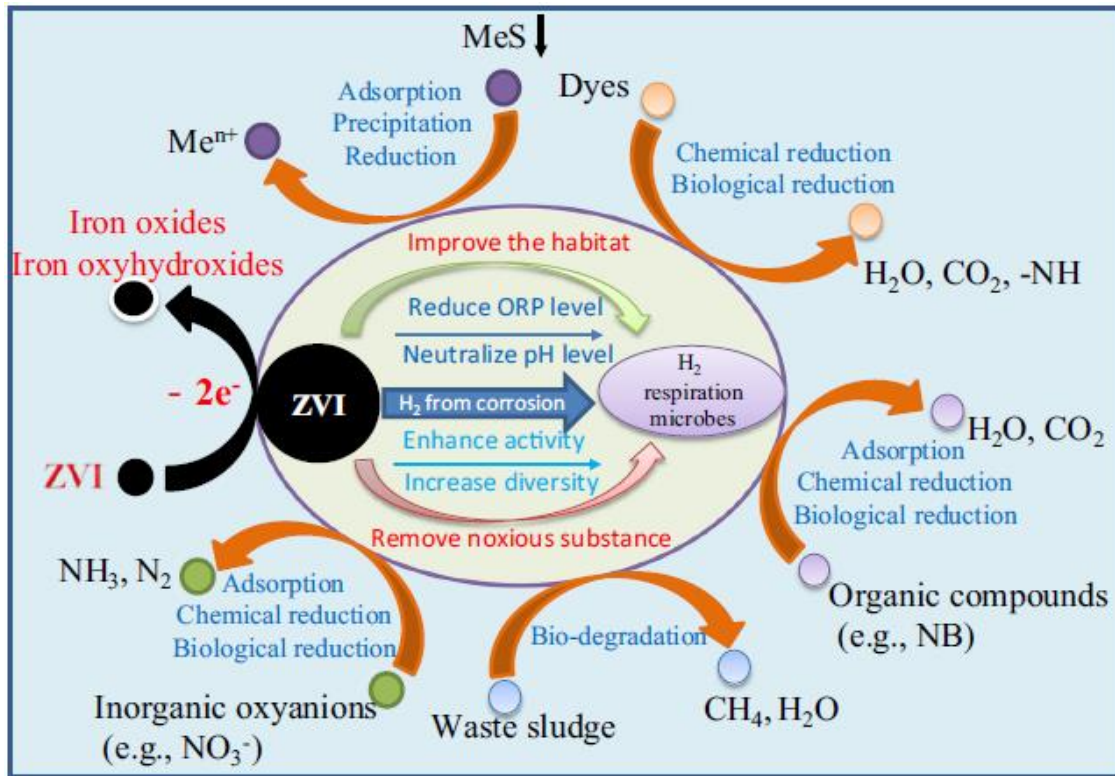 MeS
Adsorption
Precipitation
Reduction
Meⁿ⁺
Dyes
Chemical reduction
Biological reduction
H₂O, CO₂, -NH
Iron oxides
Iron oxyhydroxides
- 2e⁻
ZVI
Improve the habitat
Reduce ORP level
Neutralize pH level
ZVI
H₂ from corrosion
Enhance activity
Increase diversity
Remove noxious substance
H₂
respiration
microbes
H₂O, CO₂
Adsorption
Chemical reduction
Biological reduction
Organic compounds
(e.g., NB)
NH₃, N₂
Adsorption
Chemical reduction
Biological reduction
Inorganic oxyanions
(e.g., NO₃⁻)
Bio-degradation
Waste sludge
CH₄, H₂O